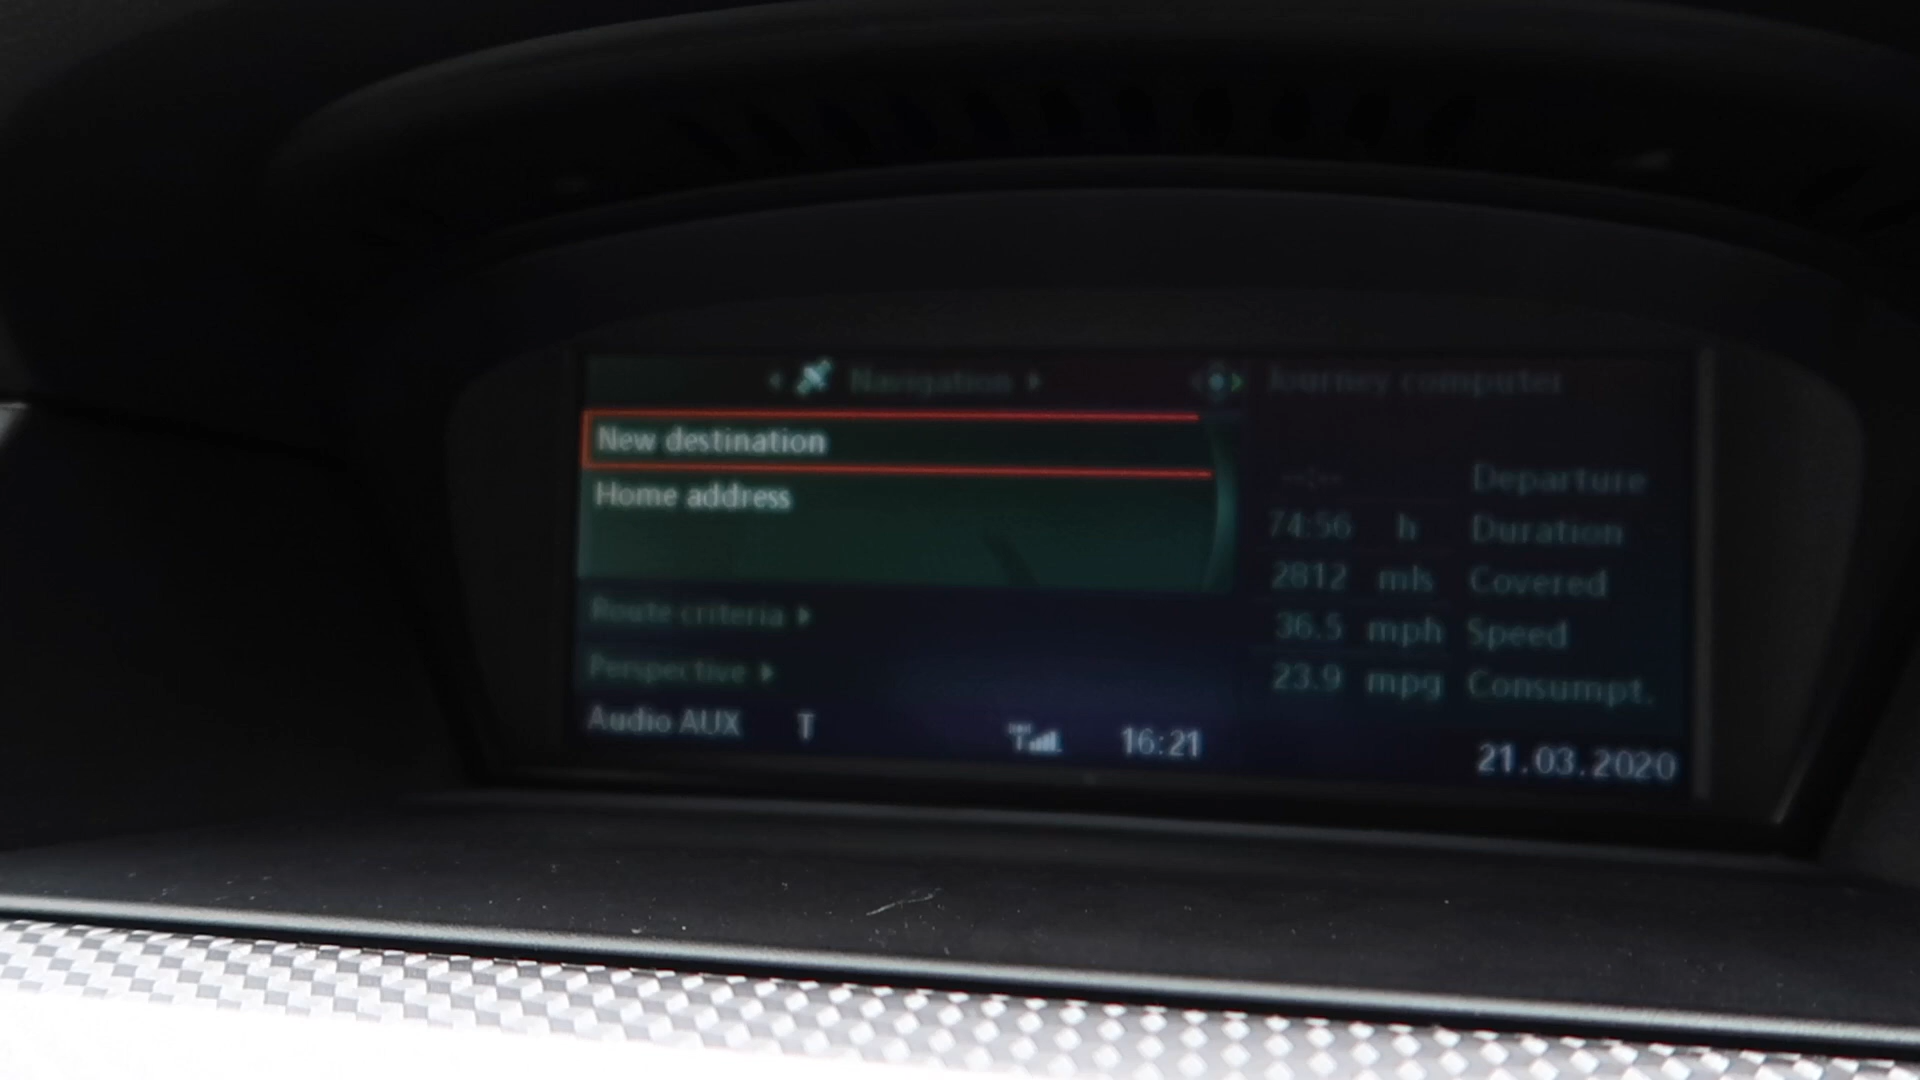 Navigation
New destination
Home address
Route criteria
Perspective
Audio AUX T
16:21
Journey computer
--:-- Departure
74:56 h Duration
2812 mls Covered
36.5 mph Speed
23.9 mpg Consumpt.
21.03.2020